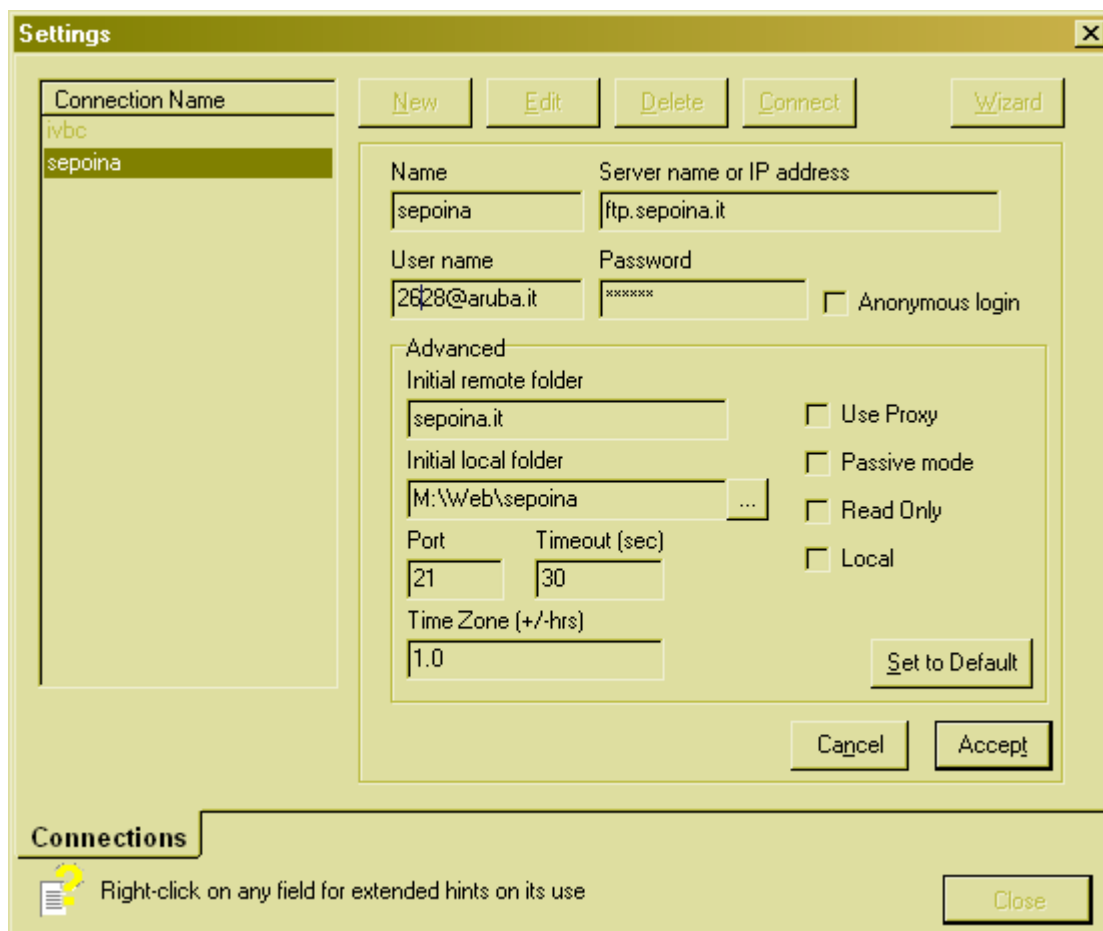 Settings
Connection Name
ivbc
sepoina
New Edit Delete Connect Wizard
Name Server name or IP address
sepoina ftp.sepoina.it
User name Password
2628@aruba.it ****** Anonymous login
Advanced
Initial remote folder
sepoina.it
Use Proxy
Initial local folder
Passive mode
M:\Web\sepoina ...
Read Only
Port Timeout (sec)
Local
21 30
Time Zone (+/-hrs)
1.0
Set to Default
Cancel Accept
Connections
Right-click on any field for extended hints on its use
Close